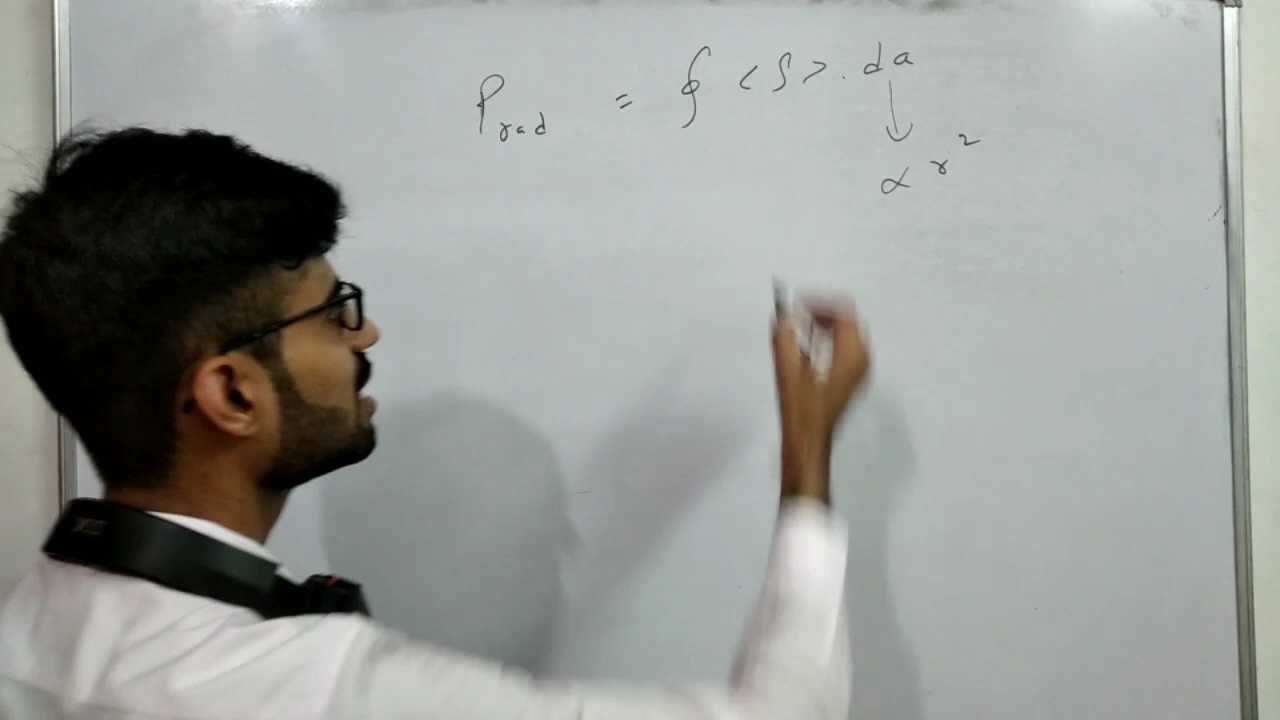 P_rad = ∮ <S> . da
↓
∝ r²